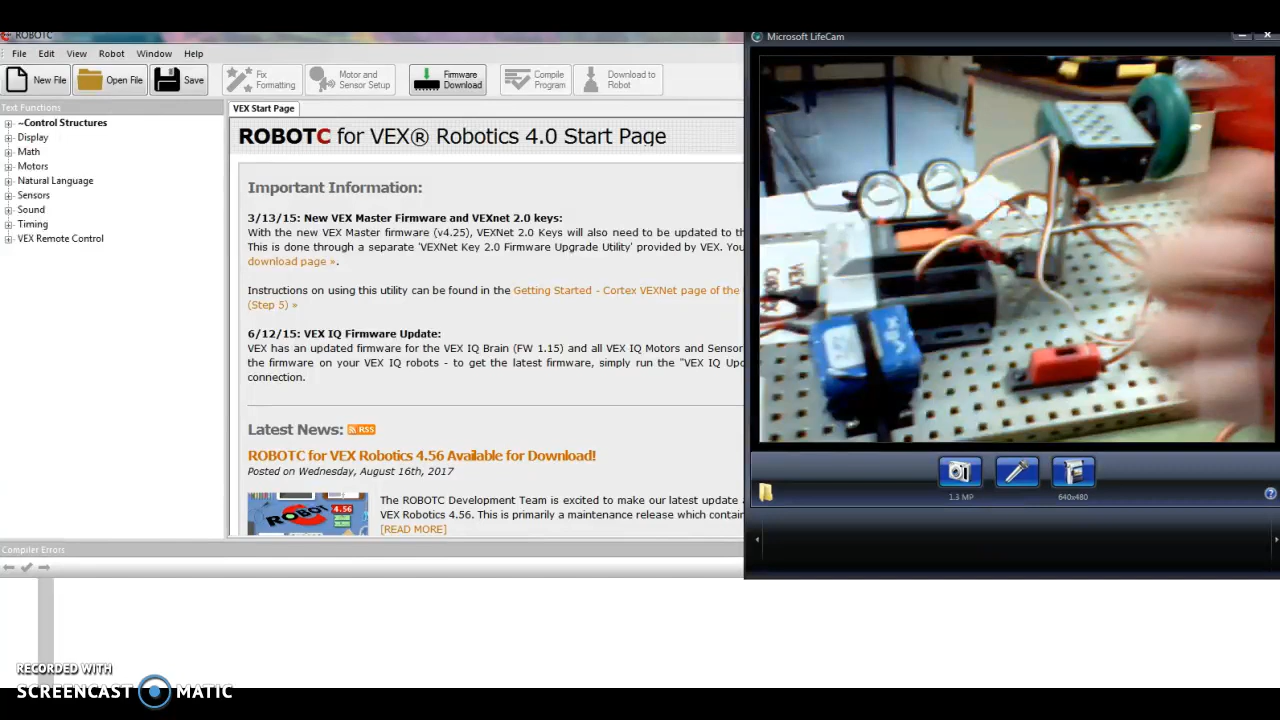 ROBOTC
File Edit View Robot Window Help
New File Open File Save Fix Formatting Motor and Sensor Setup Firmware Download Compile Program Download to Robot
Text Functions
~Control Structures
Display
Math
Motors
Natural Language
Sensors
Sound
Timing
VEX Remote Control
VEX Start Page
ROBOTC for VEX® Robotics 4.0 Start Page
Important Information:
3/13/15: New VEX Master Firmware and VEXnet 2.0 keys:
With the new VEX Master firmware (v4.25), VEXNet 2.0 Keys will also need to be updated to th
This is done through a separate 'VEXNet Key 2.0 Firmware Upgrade Utility' provided by VEX. You
download page ».
Instructions on using this utility can be found in the Getting Started - Cortex VEXNet page of the
(Step 5) »
6/12/15: VEX IQ Firmware Update:
VEX has an updated firmware for the VEX IQ Brain (FW 1.15) and all VEX IQ Motors and Sensor
the firmware on your VEX IQ robots - to get the latest firmware, simply run the "VEX IQ Upd
connection.
Latest News: RSS
ROBOTC for VEX Robotics 4.56 Available for Download!
Posted on Wednesday, August 16th, 2017
ROBOT 4.56
The ROBOTC Development Team is excited to make our latest update a
VEX Robotics 4.56. This is primarily a maintenance release which contain
[READ MORE]
Compiler Errors
Microsoft LifeCam
VEX
1.3 MP
640x480
RECORDED WITH
SCREENCAST MATIC